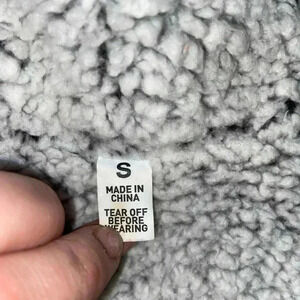 S
MADE IN
CHINA
TEAR OFF
BEFORE
WEARING